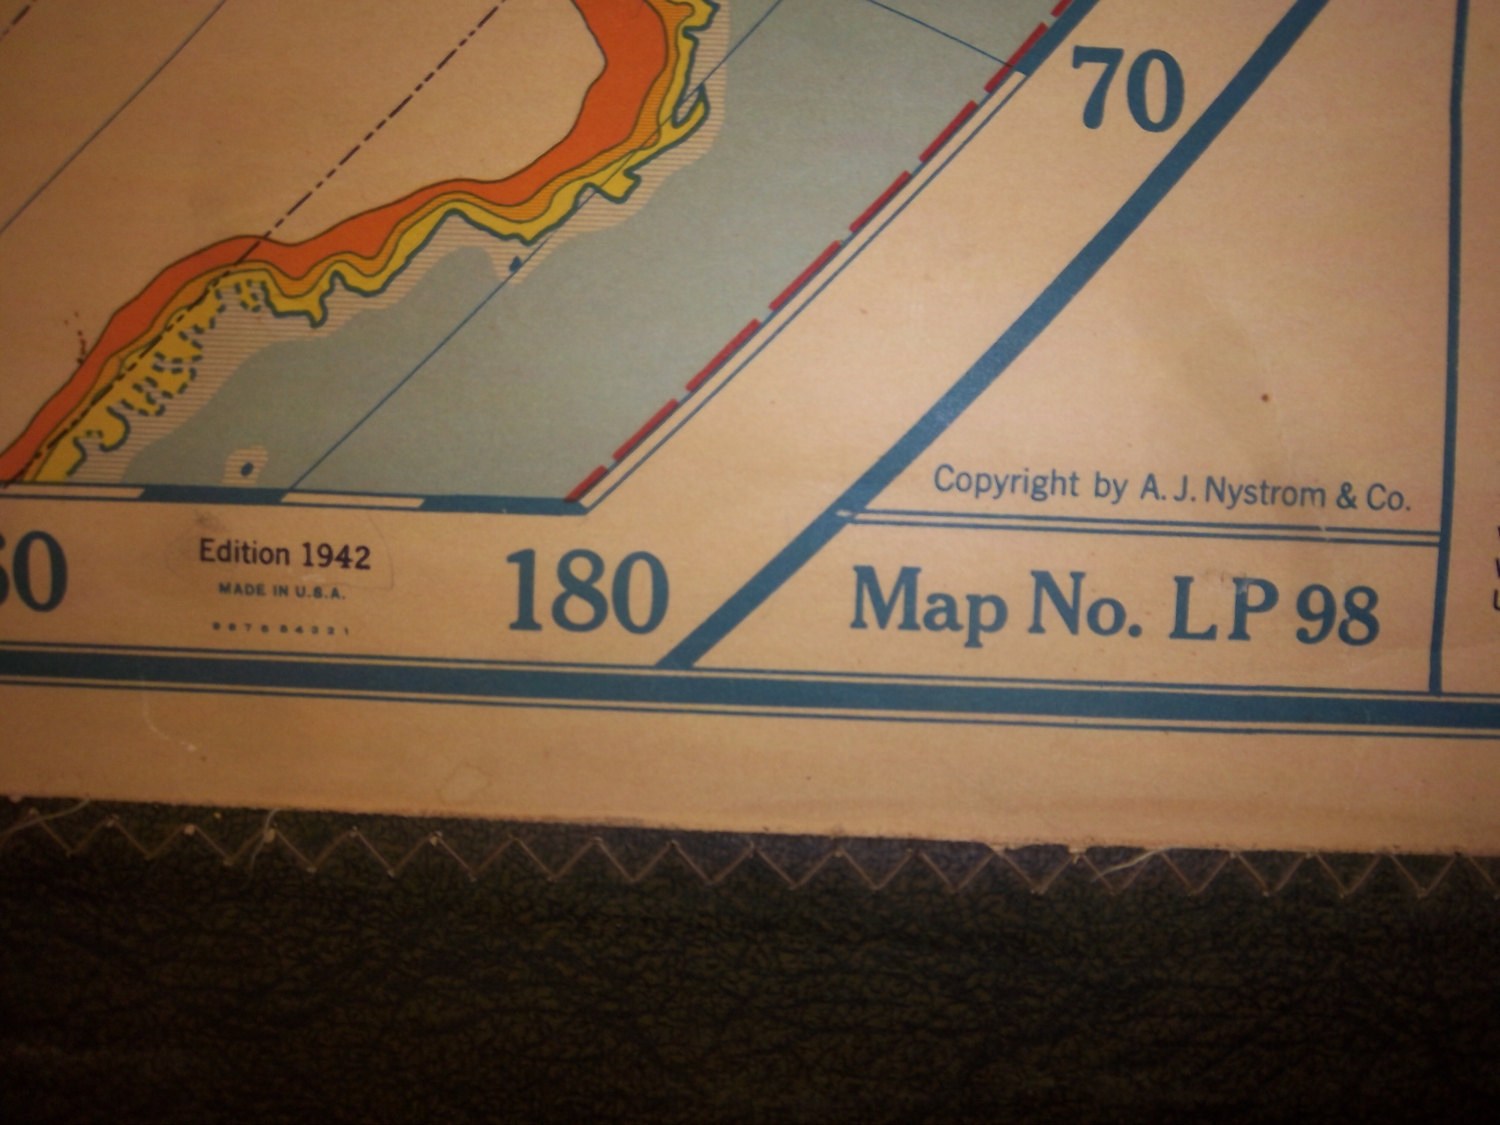 70
Copyright by A. J. Nystrom & Co.
Edition 1942
MADE IN U.S.A.
180
Map No. LP 98